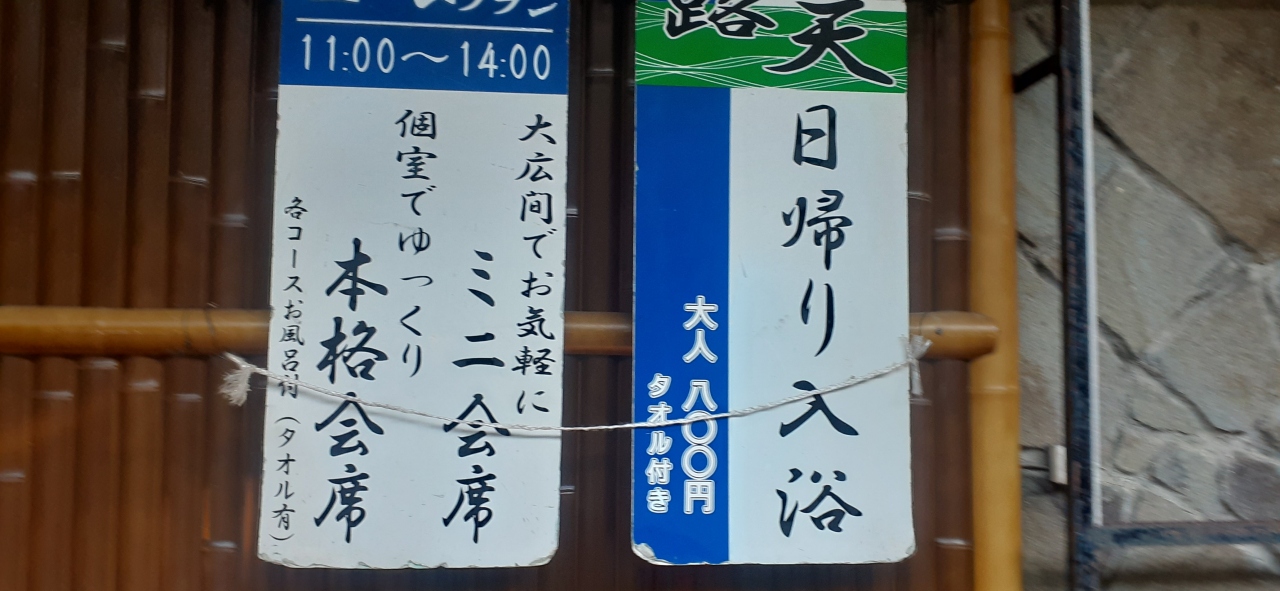 11:00～14:00
大広間でお気軽に
ミニ会席
個室でゆっくり
本格会席
各コースお風呂付（タオル有）
露天
日帰り入浴
大人 八〇〇円
タオル付き